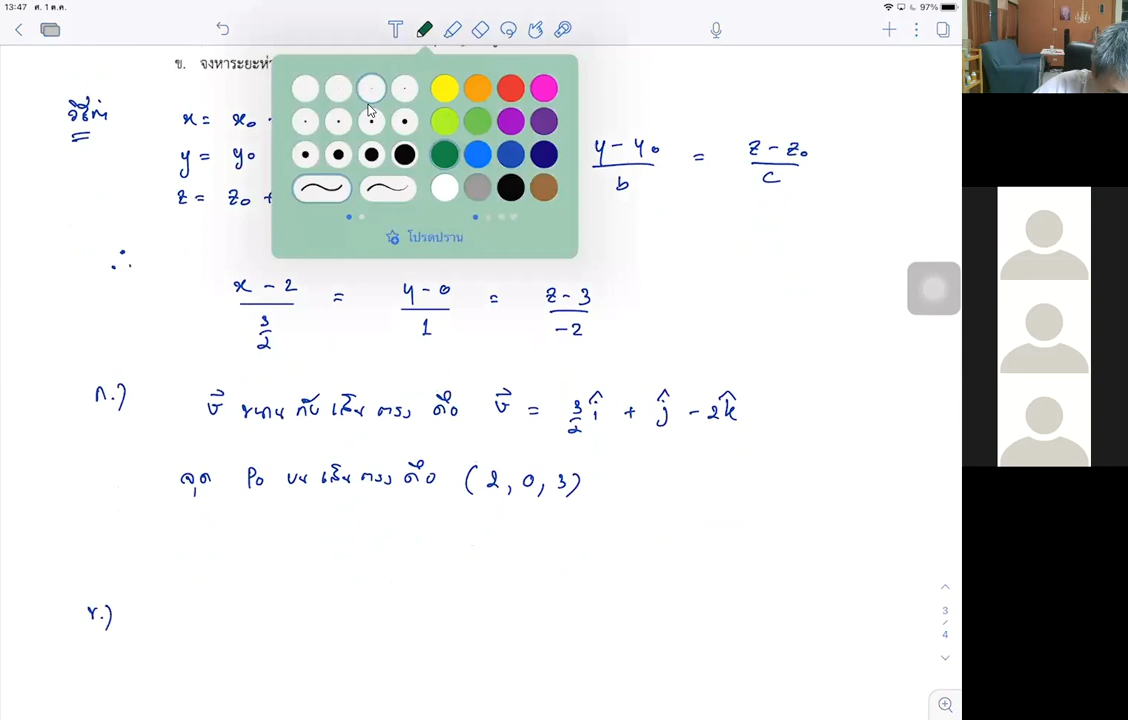 13:47 ศ. 1 ต.ค.
97%
ข. จงหาระยะห่า
วิธีทำ
x = x₀
y = y₀
z = z₀ +
โปรดปราน
(y - y₀)/b = (z - z₀)/c
∴
(x - 2)/(3/2) = (y - 0)/1 = (z - 3)/-2
ก.) v⃗ ขนานกับเส้นตรงคือ v⃗ = 3/2 î + ĵ - 2k̂
จุด P₀ บนเส้นตรงคือ (2, 0, 3)
ข.)
3
/
4